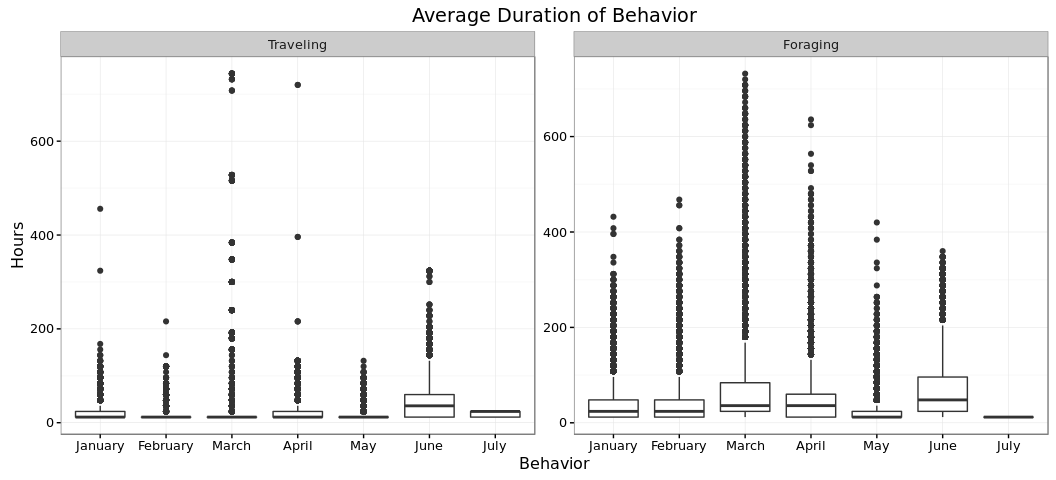 Average Duration of Behavior
Traveling
Foraging
Hours
600
400
200
0
600
400
200
0
January February March April May June July
January February March April May June July
Behavior